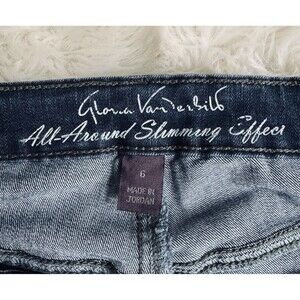 Gloria Vanderbilt
All-Around Slimming Effect
6
MADE IN
JORDAN